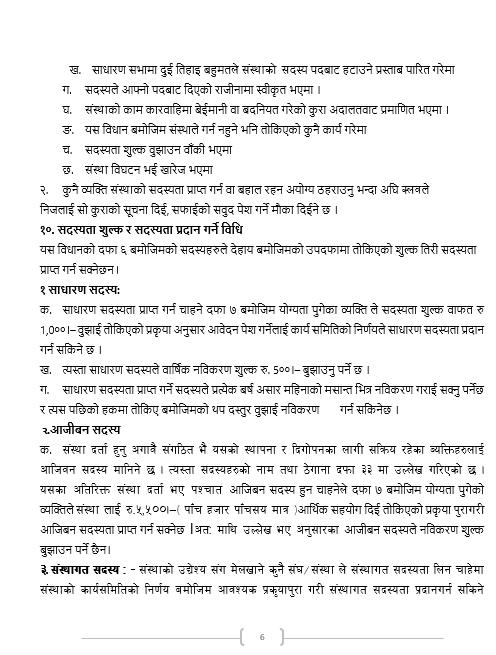 ख. साधारण सभामा दुई तिहाइ बहुमतले संस्थाको सदस्य पदबाट हटाउने प्रस्ताब पारित गरेमा
ग. सदस्यले आफ्नो पदबाट दिएको राजीनामा स्वीकृत भएमा ।
घ. संस्थाको काम कारवाहिमा बेईमानी वा बदनियत गरेको कुरा अदालतवाट प्रमाणित भएमा ।
ङ. यस विधान बमोजिम संस्थाले गर्न नहुने भनि तोकिएको कुनै कार्य गरेमा
च. सदस्यता शुल्क वुझाउन वाँकी भएमा
छ. संस्था विघटन भई खारेज भएमा
२. कुनै व्यक्ति संस्थाको सदस्यता प्राप्त गर्न वा बहाल रहन अयोग्य ठहराउनु भन्दा अघि क्लवले
निजलाई सो कुराको सूचना दिई, सफाईको सवुद पेश गर्ने मौका दिईने छ ।
१०. सदस्यता शुल्क र सदस्यता प्रदान गर्ने विधि
यस विधानको दफा ६ बमोजिमको सदस्यहरुले देहाय बमोजिमको उपदफामा तोकिएको शुल्क तिरी सदस्यता
प्राप्त गर्न सक्नेछन।
१ साधारण सदस्य:
क. साधारण सदस्यता प्राप्त गर्न चाहने दफा ७ बमोजिम योग्यता पुगेका व्यक्ति ले सदस्यता शुल्क वाफत रु
1,०००।– वुझाई तोकिएको प्रकृया अनुसार आवेदन पेश गर्नेलाई कार्य समितिको निर्णयले साधारण सदस्यता प्रदान
गर्न सकिने छ ।
ख. त्यस्ता साधारण सदस्यले वार्षिक नविकरण शुल्क रु. 5००।– बुझाउनु पर्ने छ ।
ग. साधारण सदस्यता प्राप्त गर्ने सदस्यले प्रत्येक बर्ष असार महिनाको मसान्त भित्र नविकरण गराई सक्नु पर्नेछ
र त्यस पछिको हकमा तोकिए बमोजिमको थप दस्तुर वुझाई नविकरण गर्न सकिनेछ ।
२.आजीबन सदस्य
क. संस्था दर्ता हुनु अगावै संगठित भै यसको स्थापना र दिगोपनका लागी सक्रिय रहेका ब्यक्तिहरुलाई
आजिवन सदस्य मानिने छ । त्यस्ता सदस्यहरुको नाम तथा ठेगाना दफा ३३ मा उल्लेख गरिएको छ ।
यसका अतिरिक्त संस्था दर्ता भए पश्चात आजिबन सदस्य हुन चाहनेले दफा ७ बमोजिम योग्यता पुगेको
व्यक्तिले संस्था लाई रु.५,५००।–( पाँच हजार पाँचसय मात्र )आर्थिक सहयोग दिई तोकिएको प्रकृया पुरागरी
आजिबन सदस्यता प्राप्त गर्न सक्नेछ ।अत: माथि उल्लेख भए अनुसारका आजीबन सदस्यले नविकरण शुल्क
बुझाउन पर्ने छैन।
३. संस्थागत सदस्य : - संस्थाको उद्येश्य संग मेलखाने कुनै संघ/संस्था ले संस्थागत सदस्यता लिन चाहेमा
संस्थाको कार्यसमितिको निर्णय बमोजिम आवश्यक प्रकृयापुरा गरी संस्थागत सदस्यता प्रदानगर्न सकिने
6